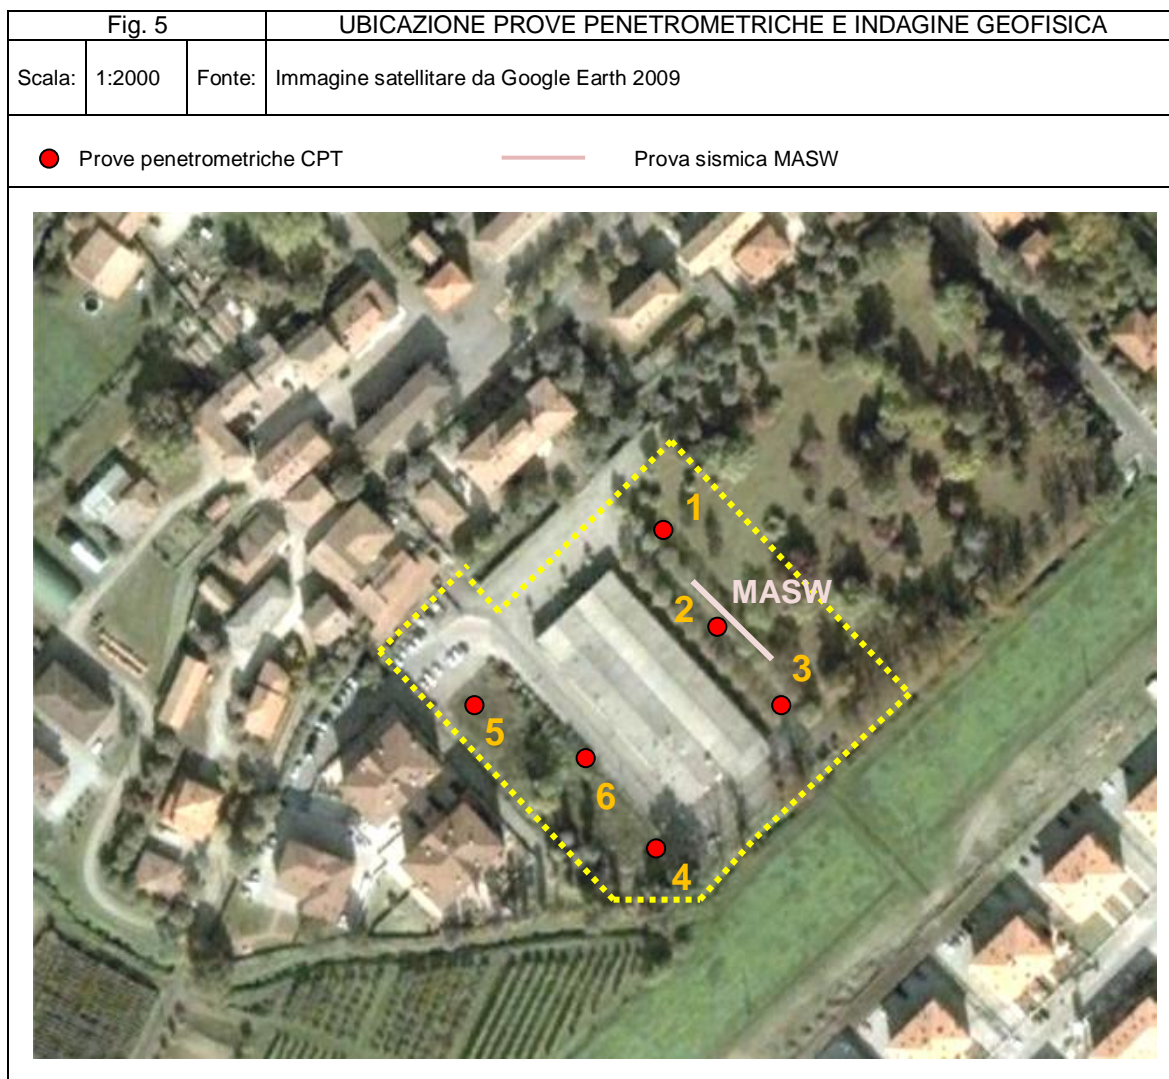 Fig. 5
UBICAZIONE PROVE PENETROMETRICHE E INDAGINE GEOFISICA
Scala: 1:2000 Fonte: Immagine satellitare da Google Earth 2009
Prove penetrometriche CPT
Prova sismica MASW
1
MASW
2
3
5
6
4